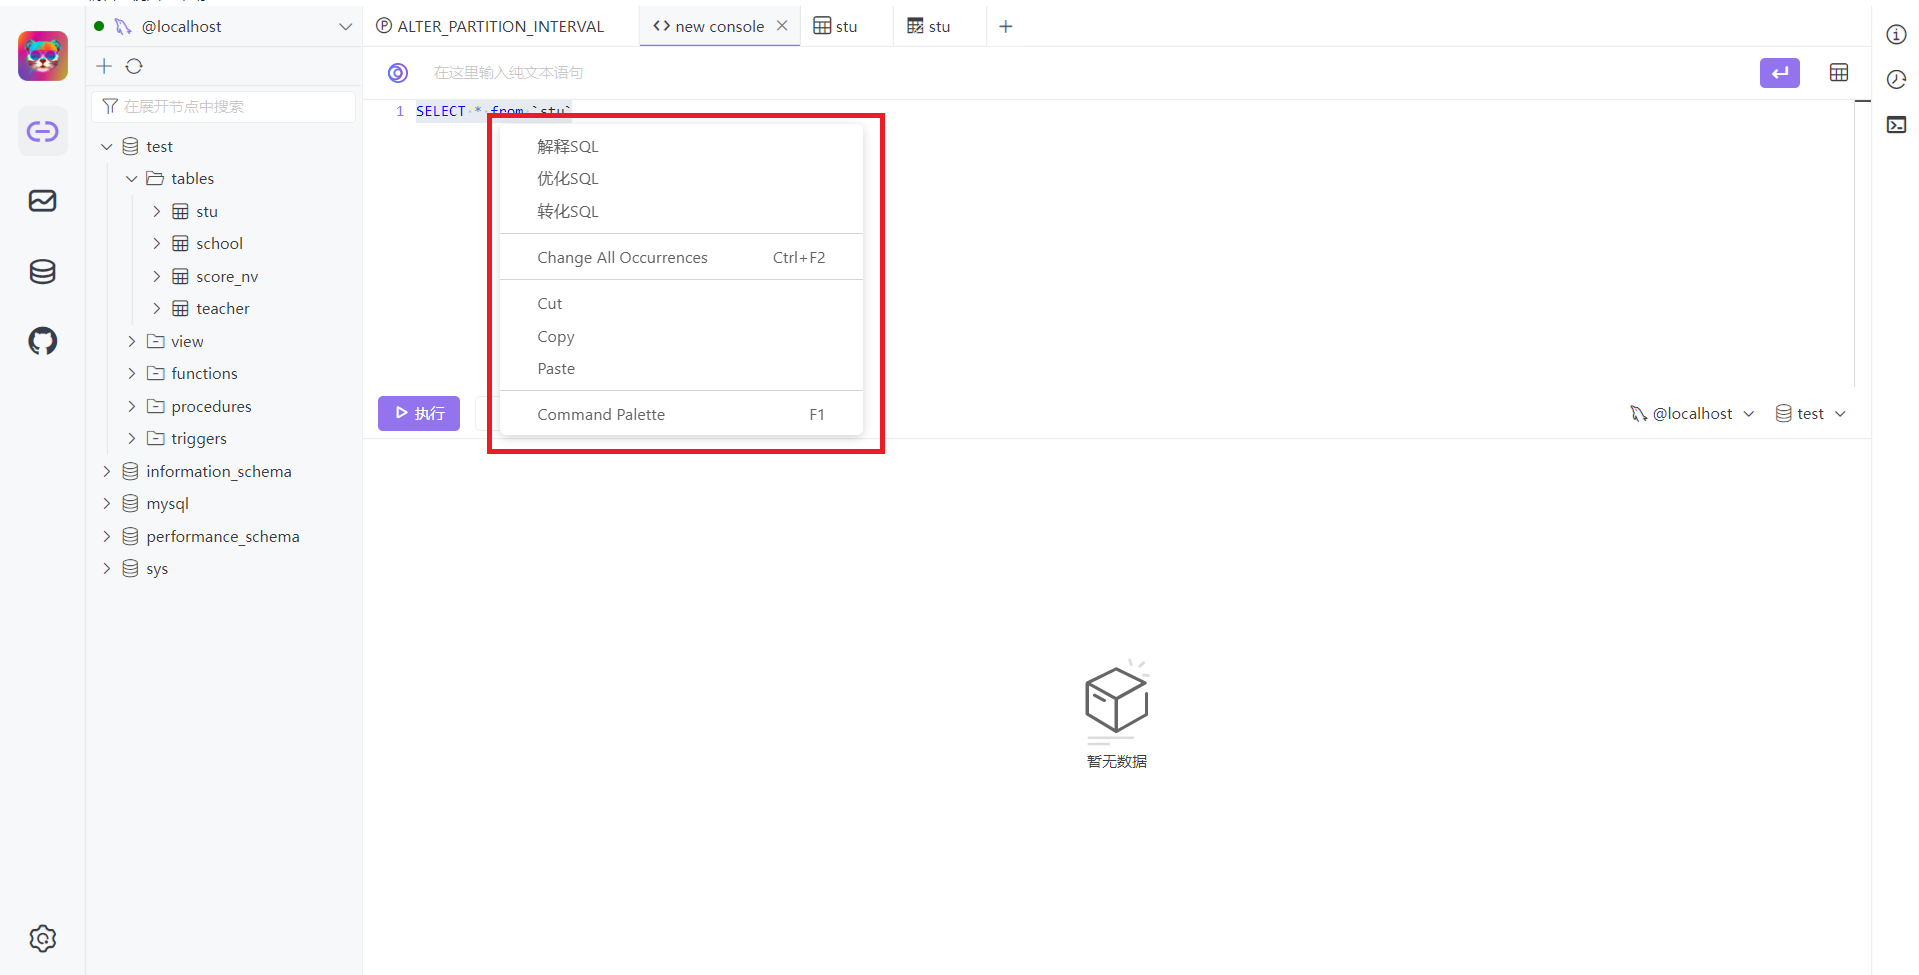 @localhost
ALTER_PARTITION_INTERVAL
new console
stu
stu
在展开节点中搜索
test
tables
stu
school
score_nv
teacher
view
functions
procedures
triggers
information_schema
mysql
performance_schema
sys
在这里输入纯文本语句
1 SELECT * from `stu`
解释SQL
优化SQL
转化SQL
Change All Occurrences Ctrl+F2
Cut
Copy
Paste
Command Palette F1
执行
@localhost
test
暂无数据